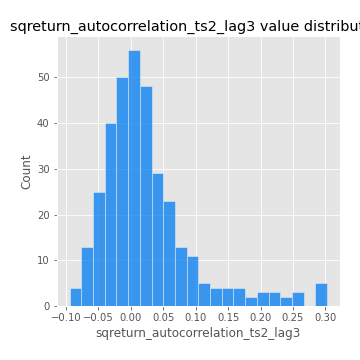 sqreturn_autocorrelation_ts2_lag3 value distribut
Count
50
40
30
20
10
0
−0.10 −0.05 0.00 0.05 0.10 0.15 0.20 0.25 0.30
sqreturn_autocorrelation_ts2_lag3